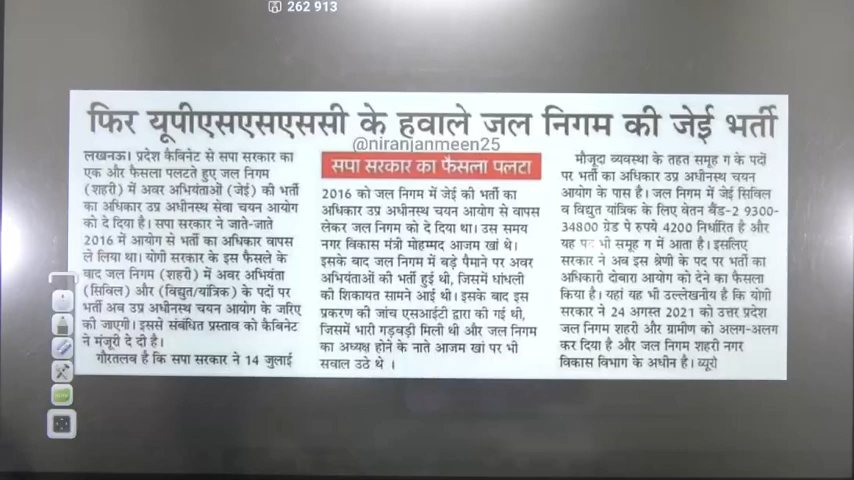 262 913
फिर यूपीएसएसएससी के हवाले जल निगम की जेई भर्ती
@niranjanmeen25
लखनऊ। प्रदेश कैबिनेट से सपा सरकार का
एक और फैसला पलटते हुए जल निगम
(शहरी) में अवर अभियंताओं (जेई) की भर्ती
का अधिकार उप्र अधीनस्थ सेवा चयन आयोग
को दे दिया है। सपा सरकार ने जाते-जाते
2016 में आयोग से भर्ती का अधिकार वापस
ले लिया था। योगी सरकार के इस फैसले के
बाद जल निगम (शहरी) में अवर अभियंता
(सिविल) और (विद्युत/यांत्रिक) के पदों पर
भर्ती अब उप्र अधीनस्थ चयन आयोग के जरिए
की जाएगी। इससे संबंधित प्रस्ताव को कैबिनेट
ने मंजूरी दे दी है।
गौरतलब है कि सपा सरकार ने 14 जुलाई
सपा सरकार का फैसला पलटा
2016 को जल निगम में जेई की भर्ती का
अधिकार उप्र अधीनस्थ चयन आयोग से वापस
लेकर जल निगम को दे दिया था। उस समय
नगर विकास मंत्री मोहम्मद आजम खां थे।
इसके बाद जल निगम में बड़े पैमाने पर अवर
अभियंताओं की भर्ती हुई थी, जिसमें धांधली
की शिकायत सामने आई थी। इसके बाद इस
प्रकरण की जांच एसआईटी द्वारा की गई थी,
जिसमें भारी गड़बड़ी मिली थी और जल निगम
का अध्यक्ष होने के नाते आजम खां पर भी
सवाल उठे थे ।
मौजूदा व्यवस्था के तहत समूह ग के पदों
पर भर्ती का अधिकार उप्र अधीनस्थ चयन
आयोग के पास है। जल निगम में जेई सिविल
व विद्युत यांत्रिक के लिए वेतन बैंड-2 9300-
34800 ग्रेड पे रुपये 4200 निर्धारित है और
यह पद भी समूह ग में आता है। इसलिए
सरकार ने अब इस श्रेणी के पद पर भर्ती का
अधिकारी दोबारा आयोग को देने का फैसला
किया है। यहां यह भी उल्लेखनीय है कि योगी
सरकार ने 24 अगस्त 2021 को उत्तर प्रदेश
जल निगम शहरी और ग्रामीण को अलग-अलग
कर दिया है और जल निगम शहरी नगर
विकास विभाग के अधीन है। ब्यूरो